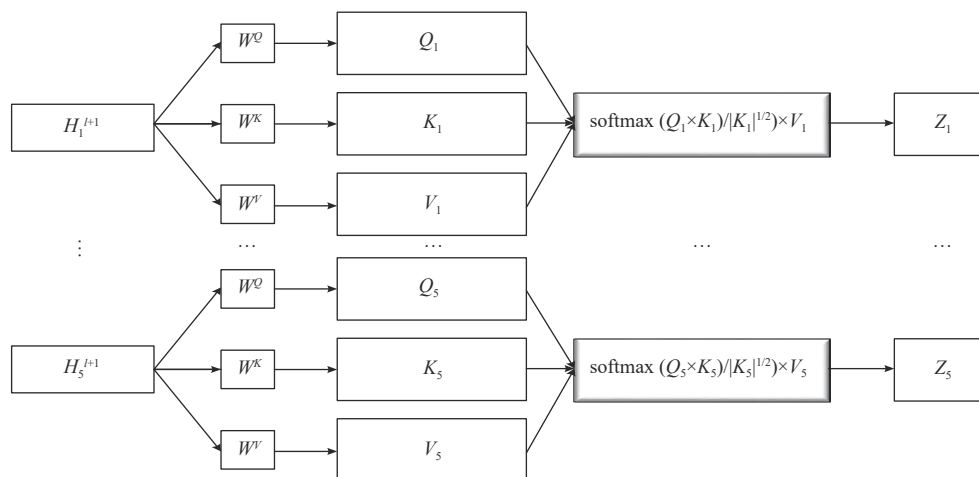 W^Q
Q_1
H_1^{l+1}
W^K
K_1
softmax (Q_1×K_1)/|K_1|^{1/2})×V_1
Z_1
W^V
V_1
⋮
…
…
…
…
W^Q
Q_5
H_5^{l+1}
W^K
K_5
softmax (Q_5×K_5)/|K_5|^{1/2})×V_5
Z_5
W^V
V_5